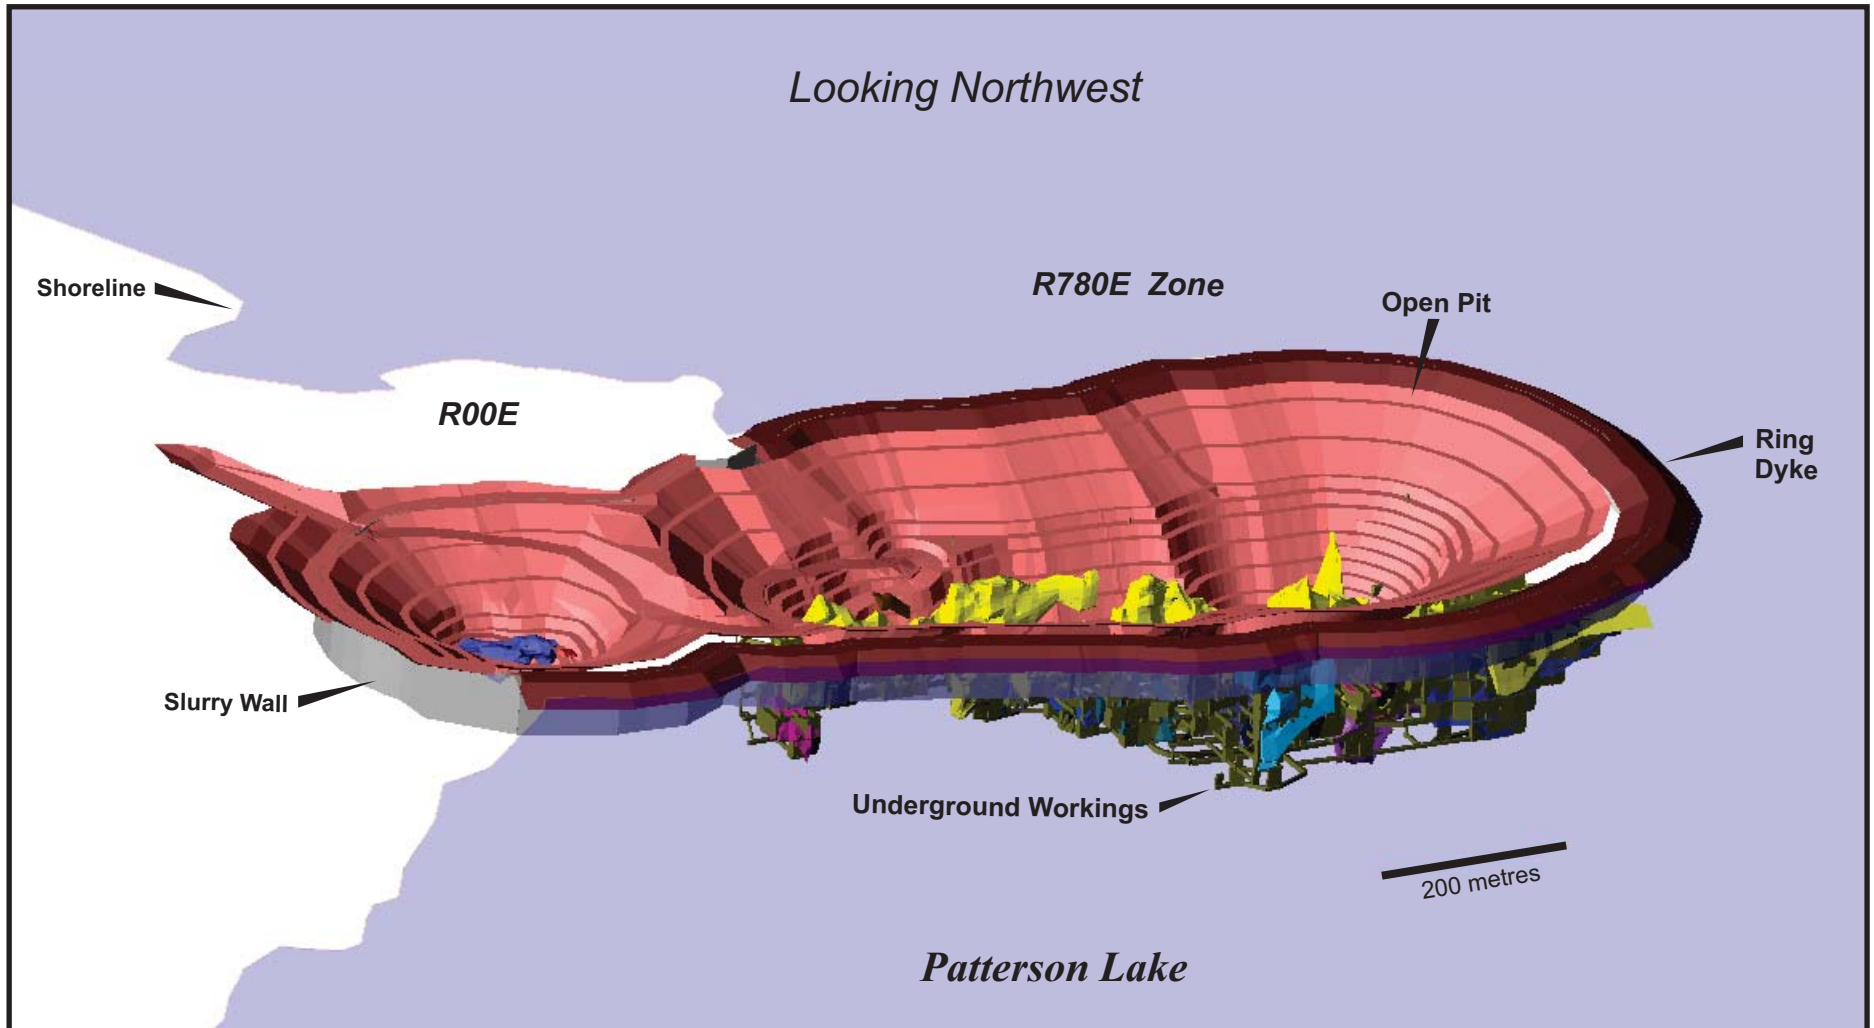 Looking Northwest
Shoreline
R780E Zone
Open Pit
R00E
Ring
Dyke
Slurry Wall
Underground Workings
200 metres
Patterson Lake